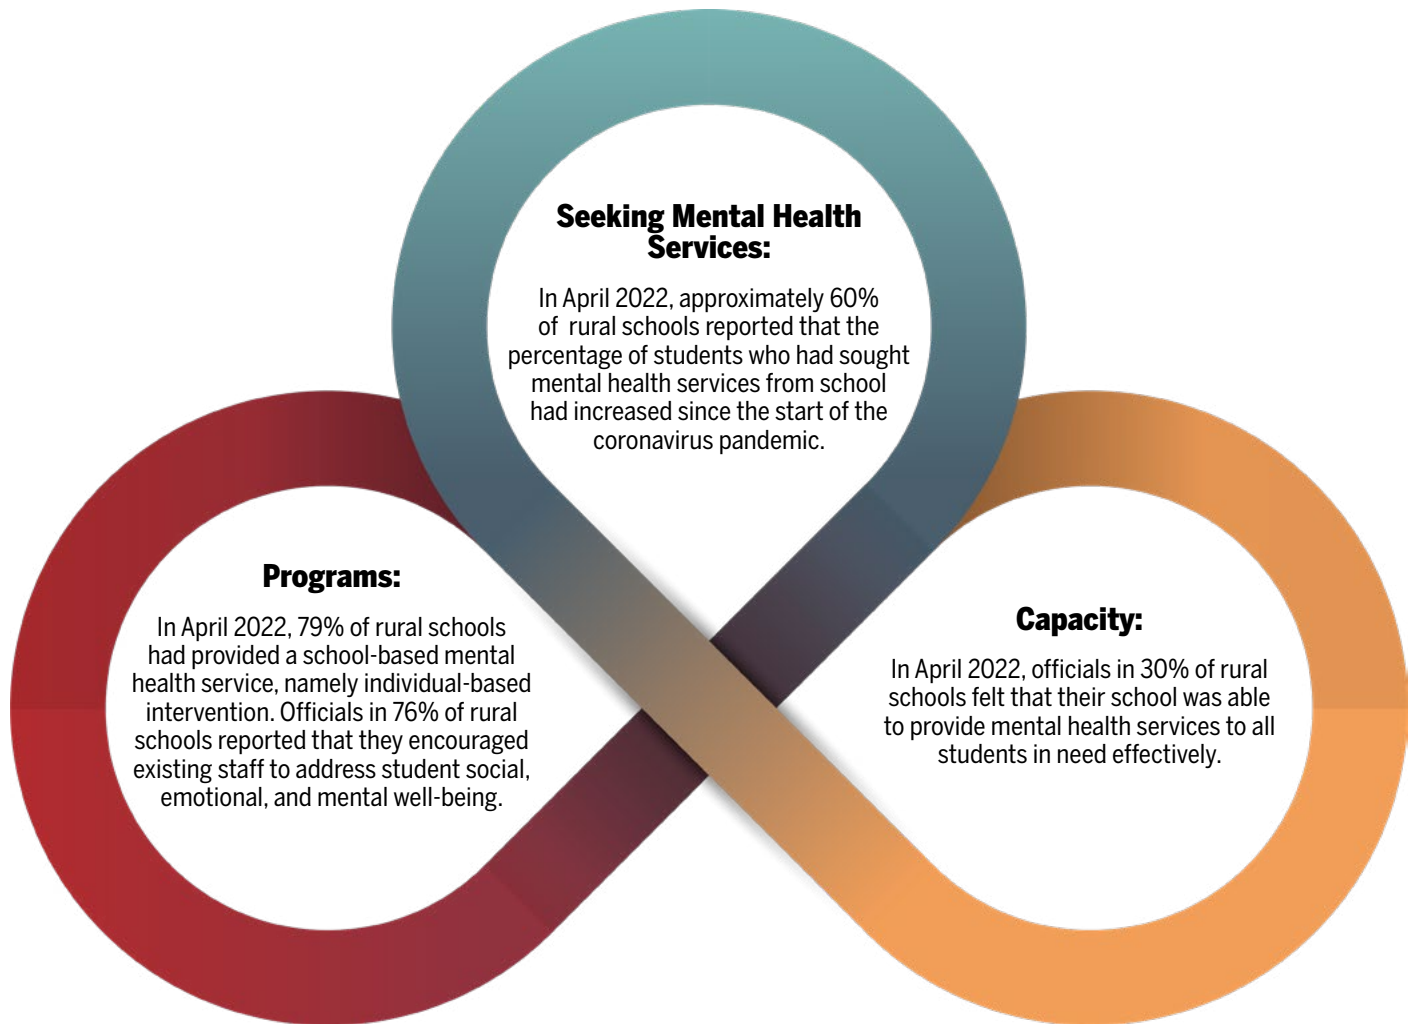 Seeking Mental Health
Services:
In April 2022, approximately 60%
of rural schools reported that the
percentage of students who had sought
mental health services from school
had increased since the start of the
coronavirus pandemic.
Programs:
In April 2022, 79% of rural schools
had provided a school-based mental
health service, namely individual-based
intervention. Officials in 76% of rural
schools reported that they encouraged
existing staff to address student social,
emotional, and mental well-being.
Capacity:
In April 2022, officials in 30% of rural
schools felt that their school was able
to provide mental health services to all
students in need effectively.